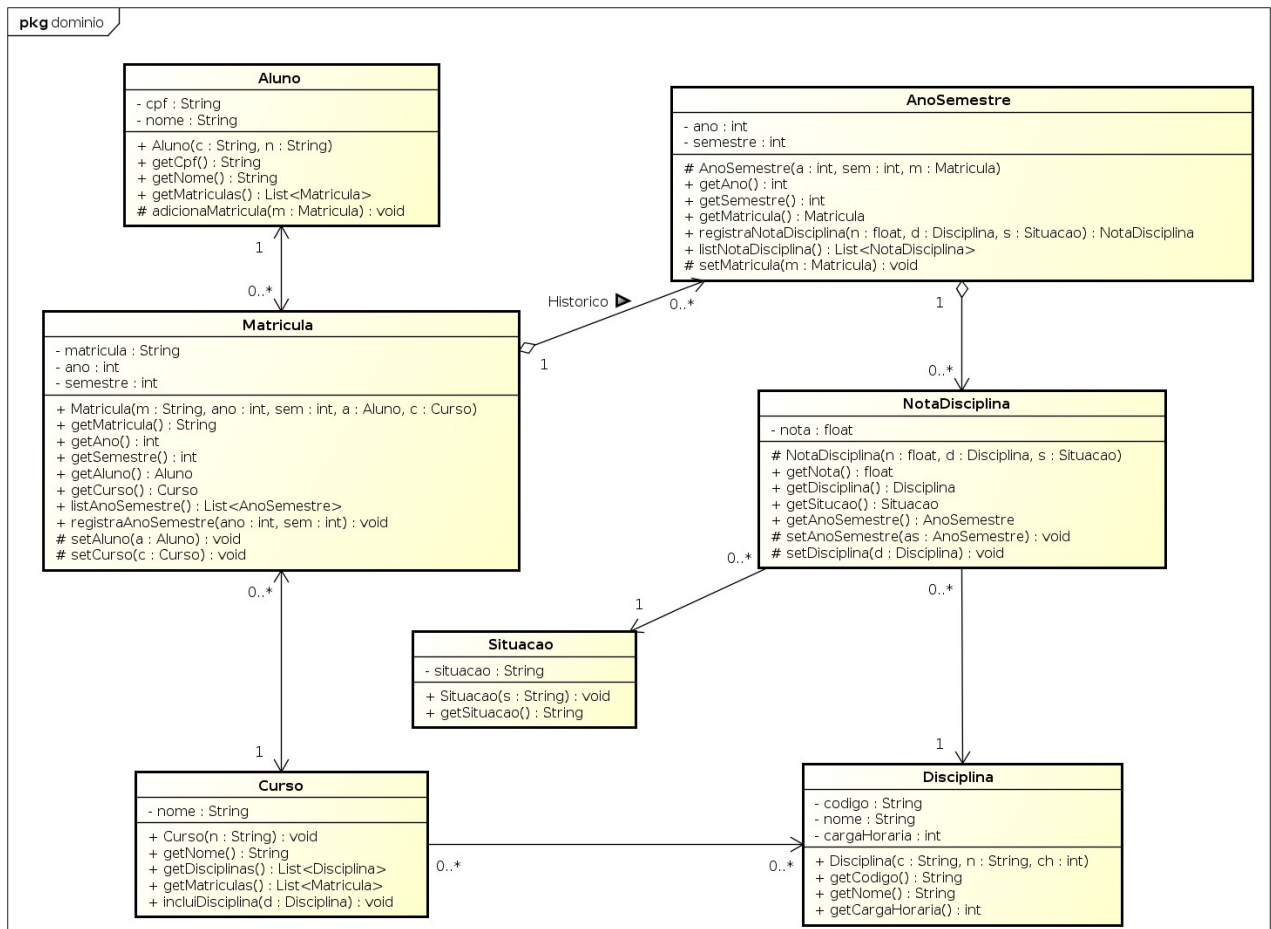 pkg dominio
Aluno
- cpf : String
- nome : String
+ Aluno(c : String, n : String)
+ getCpf() : String
+ getNome() : String
+ getMatriculas() : List<Matricula>
# adicionaMatricula(m : Matricula) : void
AnoSemestre
- ano : int
- semestre : int
# AnoSemestre(a : int, sem : int, m : Matricula)
+ getAno() : int
+ getSemestre() : int
+ getMatricula() : Matricula
+ registraNotaDisciplina(n : float, d : Disciplina, s : Situacao) : NotaDisciplina
+ listNotaDisciplina() : List<NotaDisciplina>
# setMatricula(m : Matricula) : void
1
0..*
Historico
0..*
1
1
0..*
Matricula
- matricula : String
- ano : int
- semestre : int
+ Matricula(m : String, ano : int, sem : int, a : Aluno, c : Curso)
+ getMatricula() : String
+ getAno() : int
+ getSemestre() : int
+ getAluno() : Aluno
+ getCurso() : Curso
+ listAnoSemestre() : List<AnoSemestre>
+ registraAnoSemestre(ano : int, sem : int) : void
# setAluno(a : Aluno) : void
# setCurso(c : Curso) : void
NotaDisciplina
- nota : float
# NotaDisciplina(n : float, d : Disciplina, s : Situacao)
+ getNota() : float
+ getDisciplina() : Disciplina
+ getSitucao() : Situacao
+ getAnoSemestre() : AnoSemestre
# setAnoSemestre(as : AnoSemestre) : void
# setDisciplina(d : Disciplina) : void
0..*
1
0..*
1
0..*
1
Situacao
- situacao : String
+ Situacao(s : String) : void
+ getSituacao() : String
Curso
- nome : String
+ Curso(n : String) : void
+ getNome() : String
+ getDisciplinas() : List<Disciplina>
+ getMatriculas() : List<Matricula>
+ incluiDisciplina(d : Disciplina) : void
0..*
0..*
Disciplina
- codigo : String
- nome : String
- cargaHoraria : int
+ Disciplina(c : String, n : String, ch : int)
+ getCodigo() : String
+ getNome() : String
+ getCargaHoraria() : int